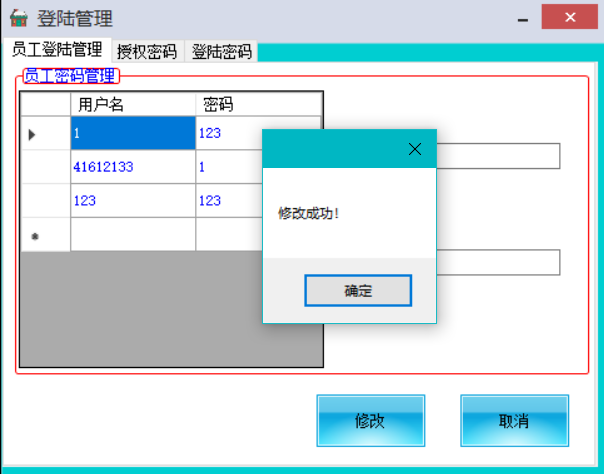 登陆管理
员工登陆管理 授权密码 登陆密码
员工密码管理
用户名 密码
1 123
41612133 1
123 123
修改成功!
确定
修改 取消